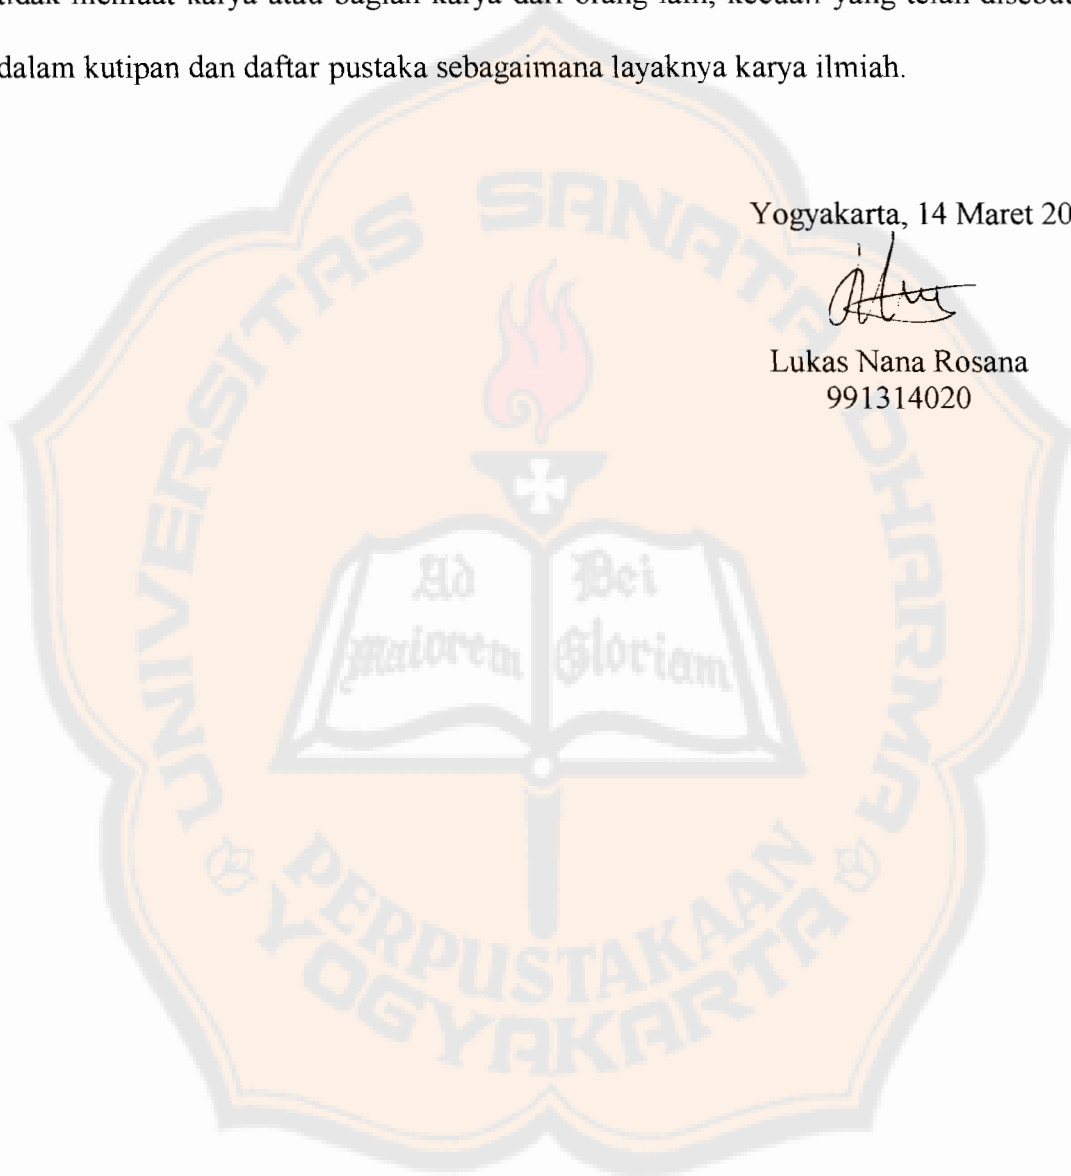 dalam kutipan dan daftar pustaka sebagaimana layaknya karya ilmiah.
Yogyakarta, 14 Maret 20
Lukas Nana Rosana
991314020
UNIVERSITAS SANATA DHARMA
Ad Dei
Maiorem Gloriam
PERPUSTAKAAN
YOGYAKARTA